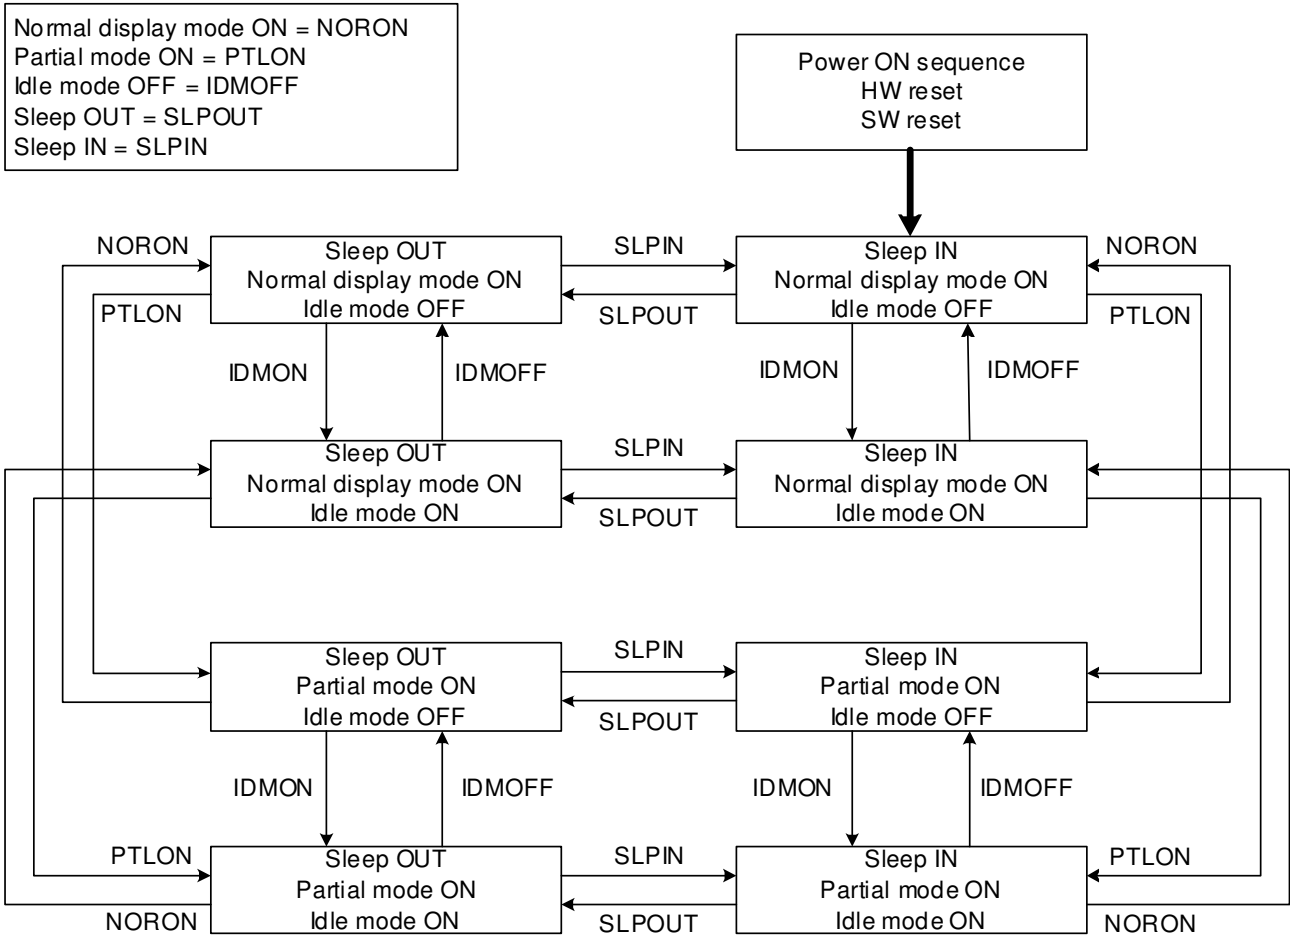 Normal display mode ON = NORON
Partial mode ON = PTLON
Idle mode OFF = IDMOFF
Sleep OUT = SLPOUT
Sleep IN = SLPIN
Power ON sequence
HW reset
SW reset
NORON
Sleep OUT
Normal display mode ON
Idle mode OFF
SLPIN
SLPOUT
Sleep IN
Normal display mode ON
Idle mode OFF
NORON
PTLON
PTLON
IDMON
IDMOFF
IDMON
IDMOFF
Sleep OUT
Normal display mode ON
Idle mode ON
SLPIN
SLPOUT
Sleep IN
Normal display mode ON
Idle mode ON
Sleep OUT
Partial mode ON
Idle mode OFF
SLPIN
SLPOUT
Sleep IN
Partial mode ON
Idle mode OFF
IDMON
IDMOFF
IDMON
IDMOFF
PTLON
NORON
Sleep OUT
Partial mode ON
Idle mode ON
SLPIN
SLPOUT
Sleep IN
Partial mode ON
Idle mode ON
PTLON
NORON